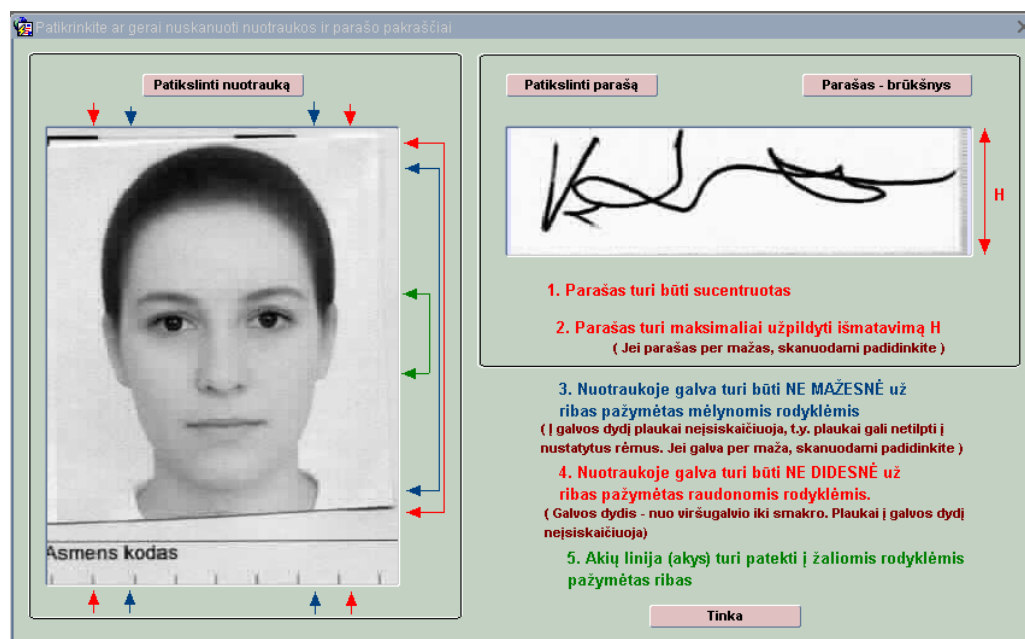 Patikrinkite ar gerai nuskanuoti nuotraukos ir parašo pakraščiai
Patikslinti nuotrauką
Asmens kodas
Patikslinti parašą
Parašas - brūkšnys
H
1. Parašas turi būti sucentruotas
2. Parašas turi maksimaliai užpildyti išmatavimą H
( Jei parašas per mažas, skanuodami padidinkite )
3. Nuotraukoje galva turi būti NE MAŽESNĖ už
ribas pažymėtas mėlynomis rodyklėmis
( Į galvos dydį plaukai neįsiskaičiuoja, t.y. plaukai gali netilpti į
nustatytus rėmus. Jei galva per maža, skanuodami padidinkite )
4. Nuotraukoje galva turi būti NE DIDESNĖ už
ribas pažymėtas raudonomis rodyklėmis.
( Galvos dydis - nuo viršugalvio iki smakro. Plaukai į galvos dydį
neįsiskaičiuoja)
5. Akių linija (akys) turi patekti į žaliomis rodyklėmis
pažymėtas ribas
Tinka